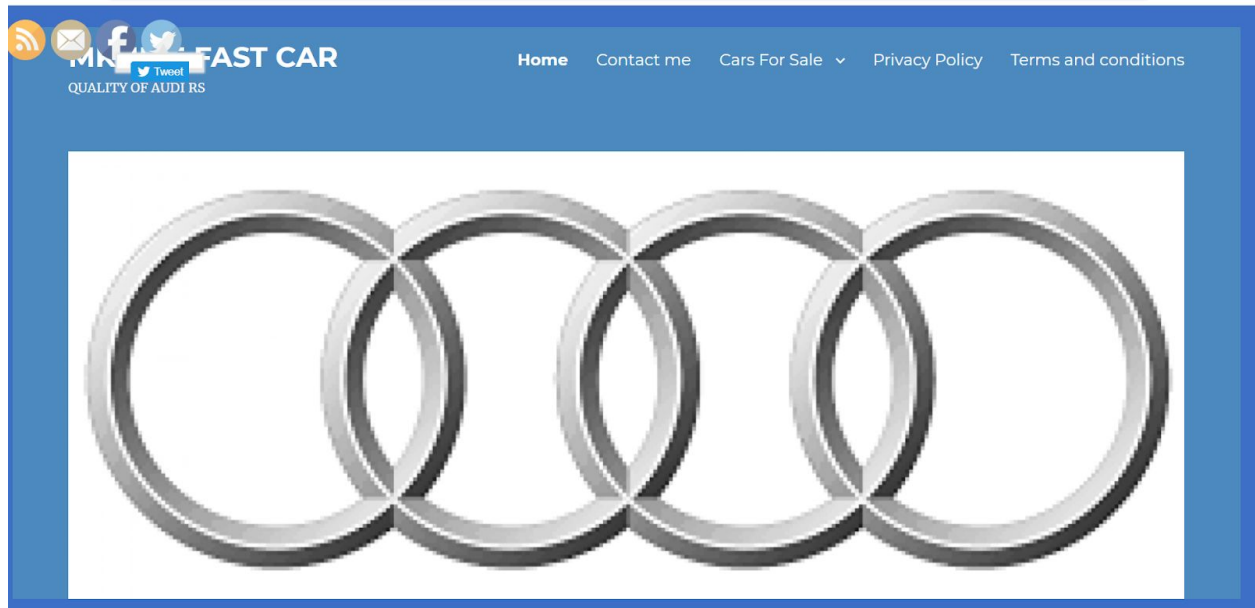 FAST CAR
Tweet
QUALITY OF AUDI RS
Home
Contact me
Cars For Sale
Privacy Policy
Terms and conditions